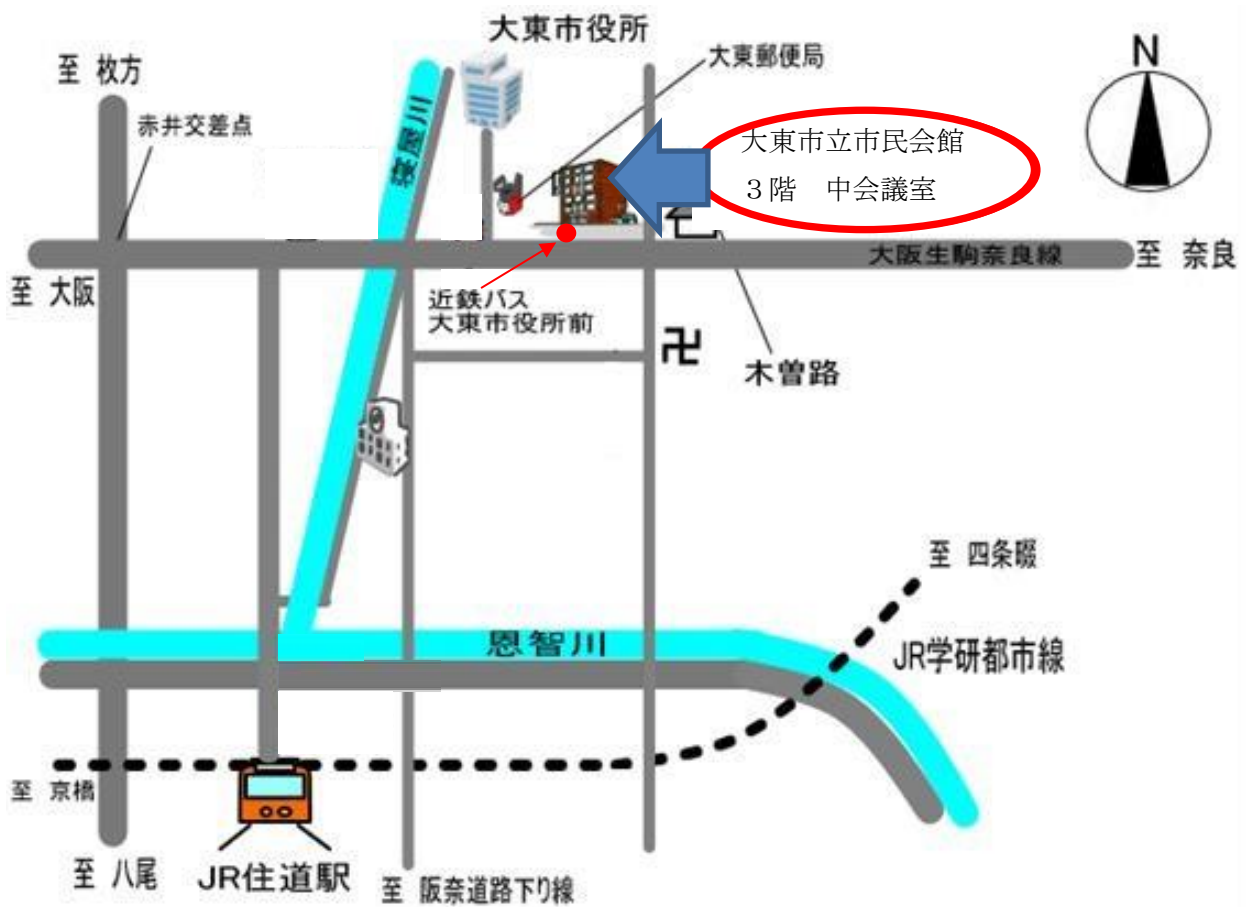 大東市役所
至 枚方
大東郵便局
N
赤井交差点
寝屋川
大東市立市民会館
３階　中会議室
大阪生駒奈良線
至 奈良
至 大阪
近鉄バス
大東市役所前
卍
木曽路
至 四条畷
恩智川
JR学研都市線
至 京橋
至 八尾
JR住道駅
至 阪奈道路下り線